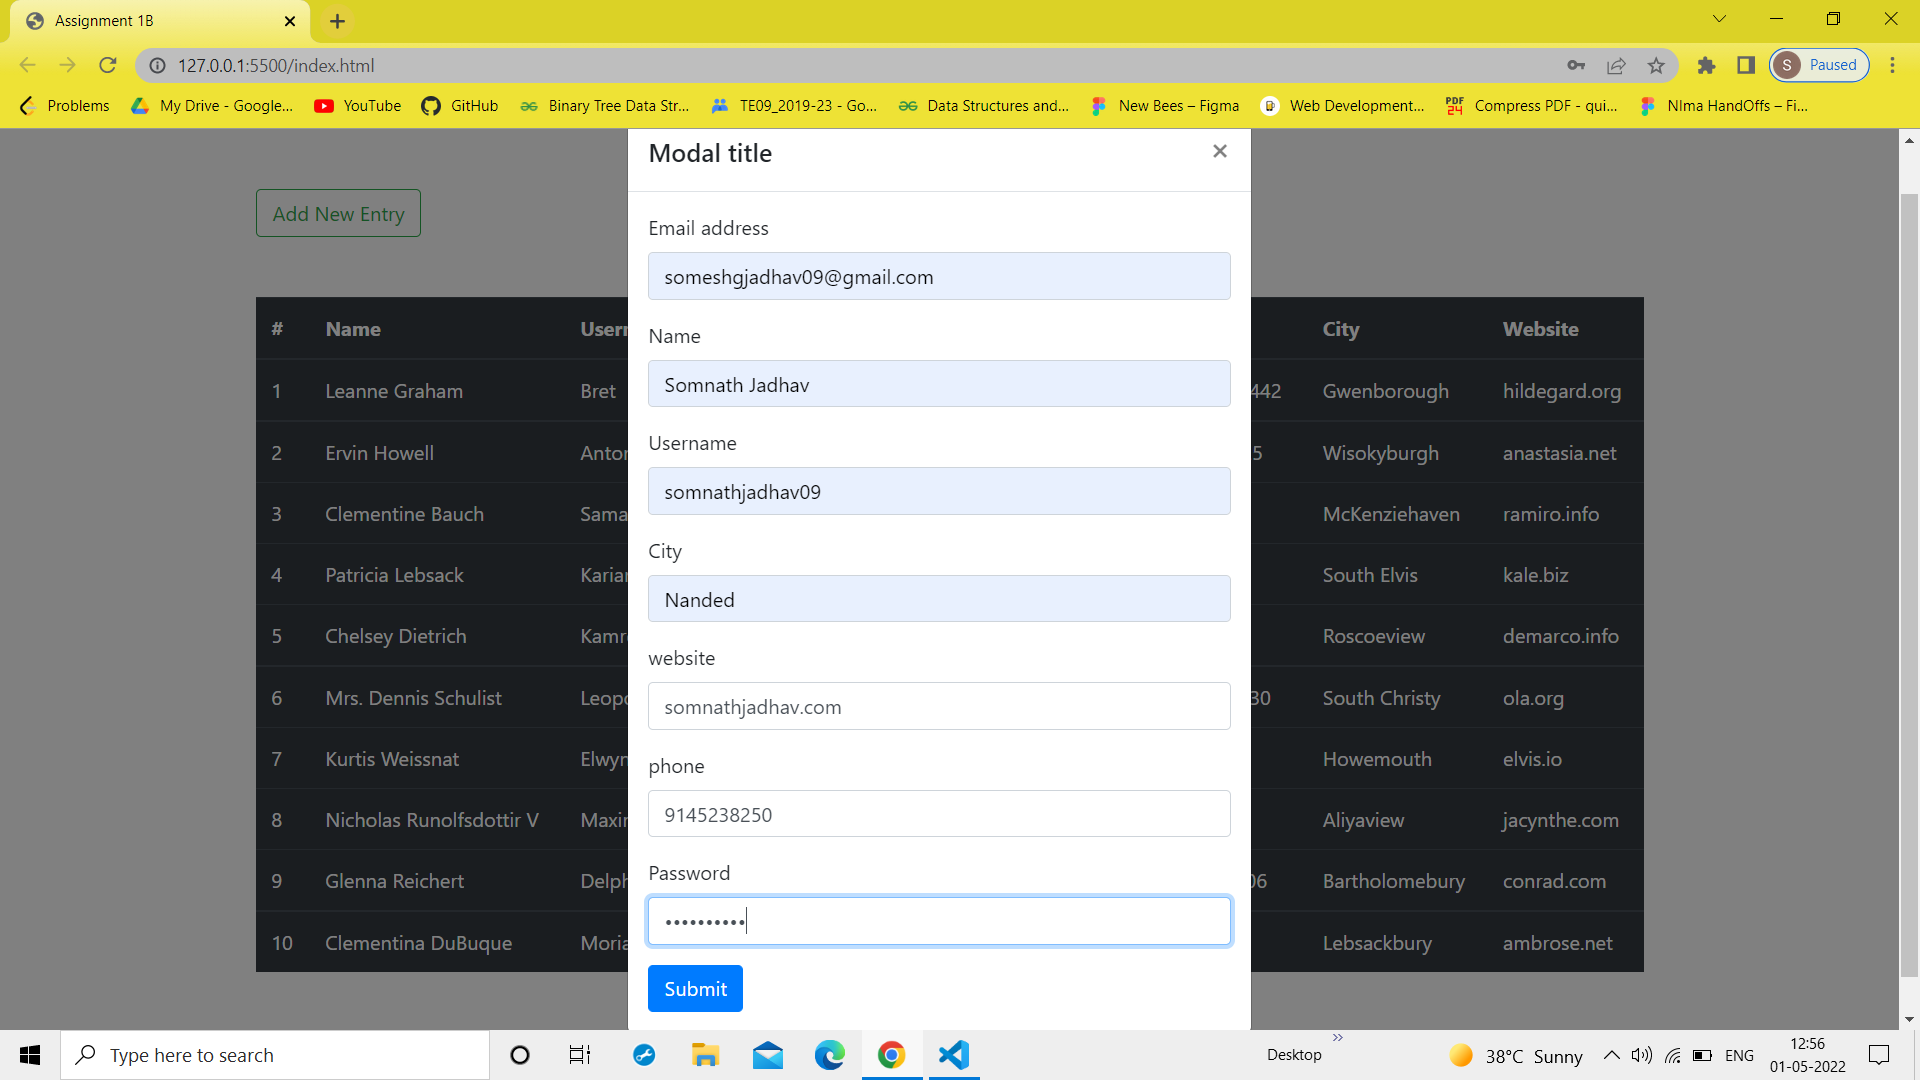 Assignment 1B
127.0.0.1:5500/index.html
S Paused
Problems My Drive - Google... YouTube GitHub Binary Tree Data Str... TE09_2019-23 - Go... Data Structures and... New Bees – Figma Web Development... Compress PDF - qui... NIma HandOffs – Fi...
Modal title
Add New Entry
Email address
someshgjadhav09@gmail.com
Name
Somnath Jadhav
Username
somnathjadhav09
City
Nanded
website
somnathjadhav.com
phone
9145238250
Password
Submit
# Name City Website
1 Leanne Graham Bret 442 Gwenborough hildegard.org
2 Ervin Howell Anton 5 Wisokyburgh anastasia.net
3 Clementine Bauch Sama McKenziehaven ramiro.info
4 Patricia Lebsack Karian South Elvis kale.biz
5 Chelsey Dietrich Kamre Roscoeview demarco.info
6 Mrs. Dennis Schulist Leopo 30 South Christy ola.org
7 Kurtis Weissnat Elwyn Howemouth elvis.io
8 Nicholas Runolfsdottir V Maxim Aliyaview jacynthe.com
9 Glenna Reichert Delph 06 Bartholomebury conrad.com
10 Clementina DuBuque Moria Lebsackbury ambrose.net
Type here to search
Desktop
38°C Sunny
ENG
12:56
01-05-2022